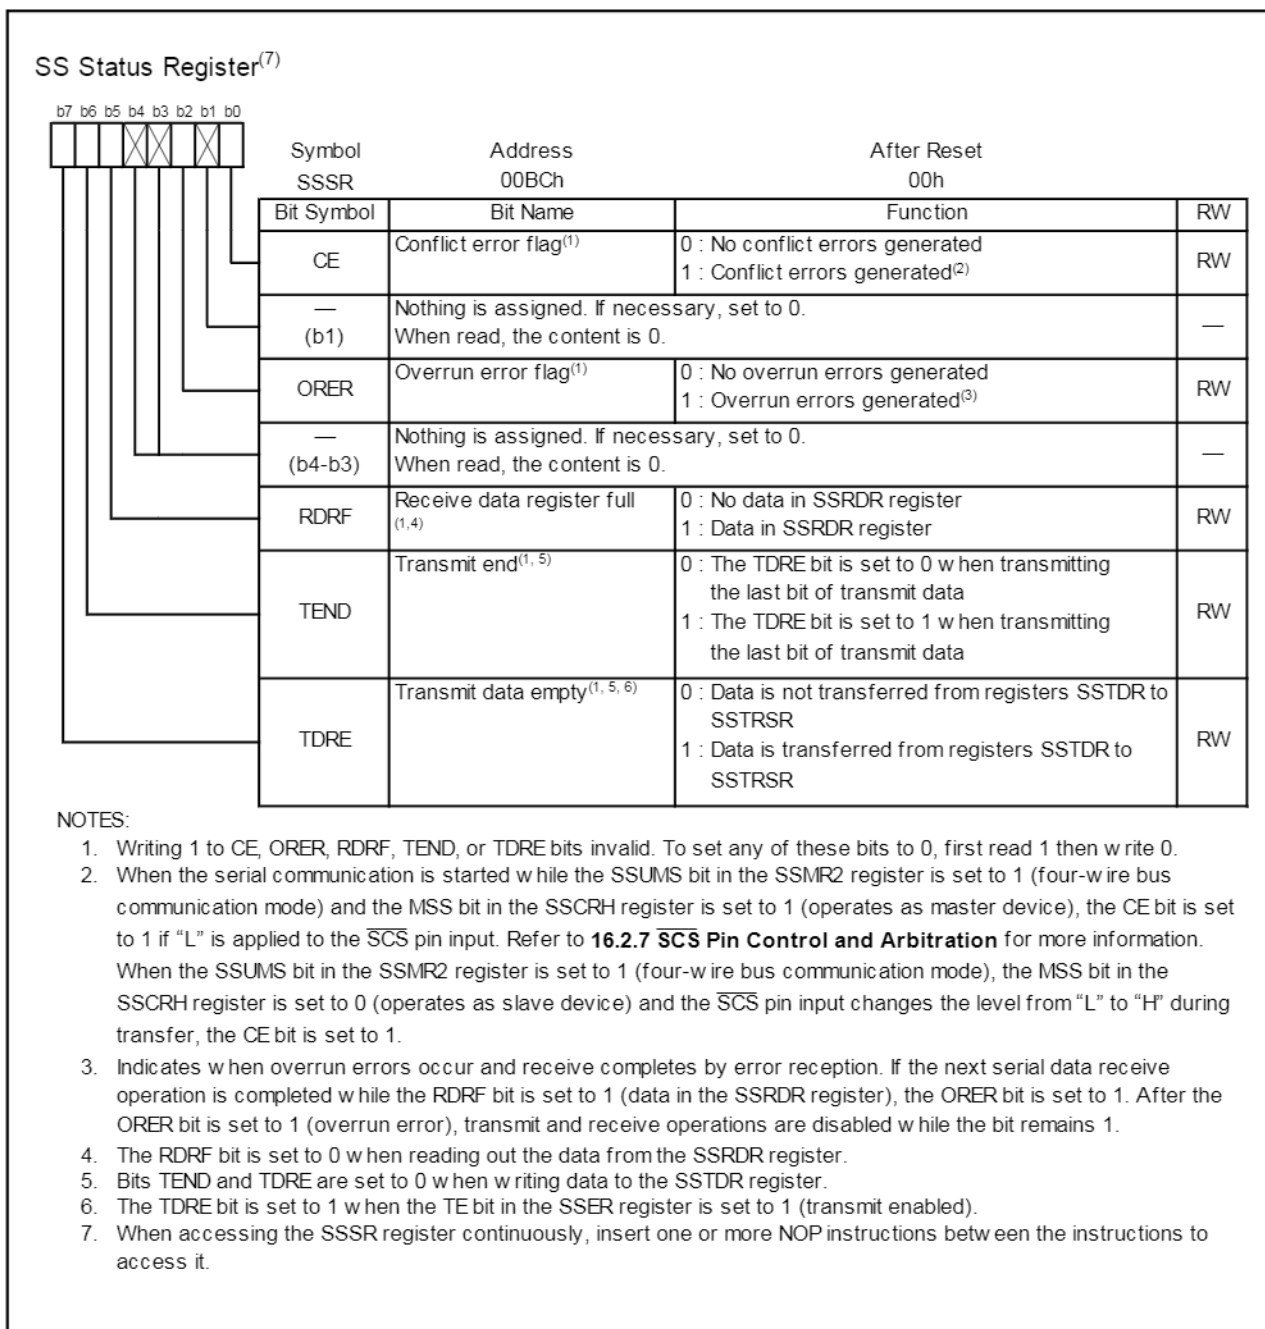 SS Status Register(7)
b7 b6 b5 b4 b3 b2 b1 b0
Symbol Address After Reset
SSSR 00BCh 00h
Bit Symbol Bit Name Function RW
CE Conflict error flag(1) 0 : No conflict errors generated RW
1 : Conflict errors generated(2)
— Nothing is assigned. If necessary, set to 0. —
(b1) When read, the content is 0.
ORER Overrun error flag(1) 0 : No overrun errors generated RW
1 : Overrun errors generated(3)
— Nothing is assigned. If necessary, set to 0. —
(b4-b3) When read, the content is 0.
RDRF Receive data register full 0 : No data in SSRDR register RW
(1,4) 1 : Data in SSRDR register
TEND Transmit end(1, 5) 0 : The TDRE bit is set to 0 when transmitting RW
the last bit of transmit data
1 : The TDRE bit is set to 1 when transmitting
the last bit of transmit data
TDRE Transmit data empty(1, 5, 6) 0 : Data is not transferred from registers SSTDR to RW
SSTRSR
1 : Data is transferred from registers SSTDR to
SSTRSR
NOTES:
1. Writing 1 to CE, ORER, RDRF, TEND, or TDRE bits invalid. To set any of these bits to 0, first read 1 then write 0.
2. When the serial communication is started while the SSUMS bit in the SSMR2 register is set to 1 (four-wire bus
communication mode) and the MSS bit in the SSCRH register is set to 1 (operates as master device), the CE bit is set
to 1 if “L” is applied to the SCS pin input. Refer to 16.2.7 SCS Pin Control and Arbitration for more information.
When the SSUMS bit in the SSMR2 register is set to 1 (four-wire bus communication mode), the MSS bit in the
SSCRH register is set to 0 (operates as slave device) and the SCS pin input changes the level from “L” to “H” during
transfer, the CE bit is set to 1.
3. Indicates when overrun errors occur and receive completes by error reception. If the next serial data receive
operation is completed while the RDRF bit is set to 1 (data in the SSRDR register), the ORER bit is set to 1. After the
ORER bit is set to 1 (overrun error), transmit and receive operations are disabled while the bit remains 1.
4. The RDRF bit is set to 0 when reading out the data from the SSRDR register.
5. Bits TEND and TDRE are set to 0 when writing data to the SSTDR register.
6. The TDRE bit is set to 1 when the TE bit in the SSER register is set to 1 (transmit enabled).
7. When accessing the SSSR register continuously, insert one or more NOP instructions between the instructions to
access it.